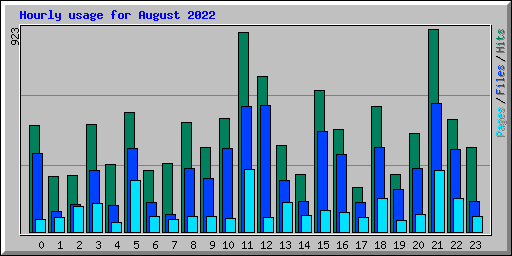 Hourly usage for August 2022
923
Pages/Files/Hits
0 1 2 3 4 5 6 7 8 9 10 11 12 13 14 15 16 17 18 19 20 21 22 23